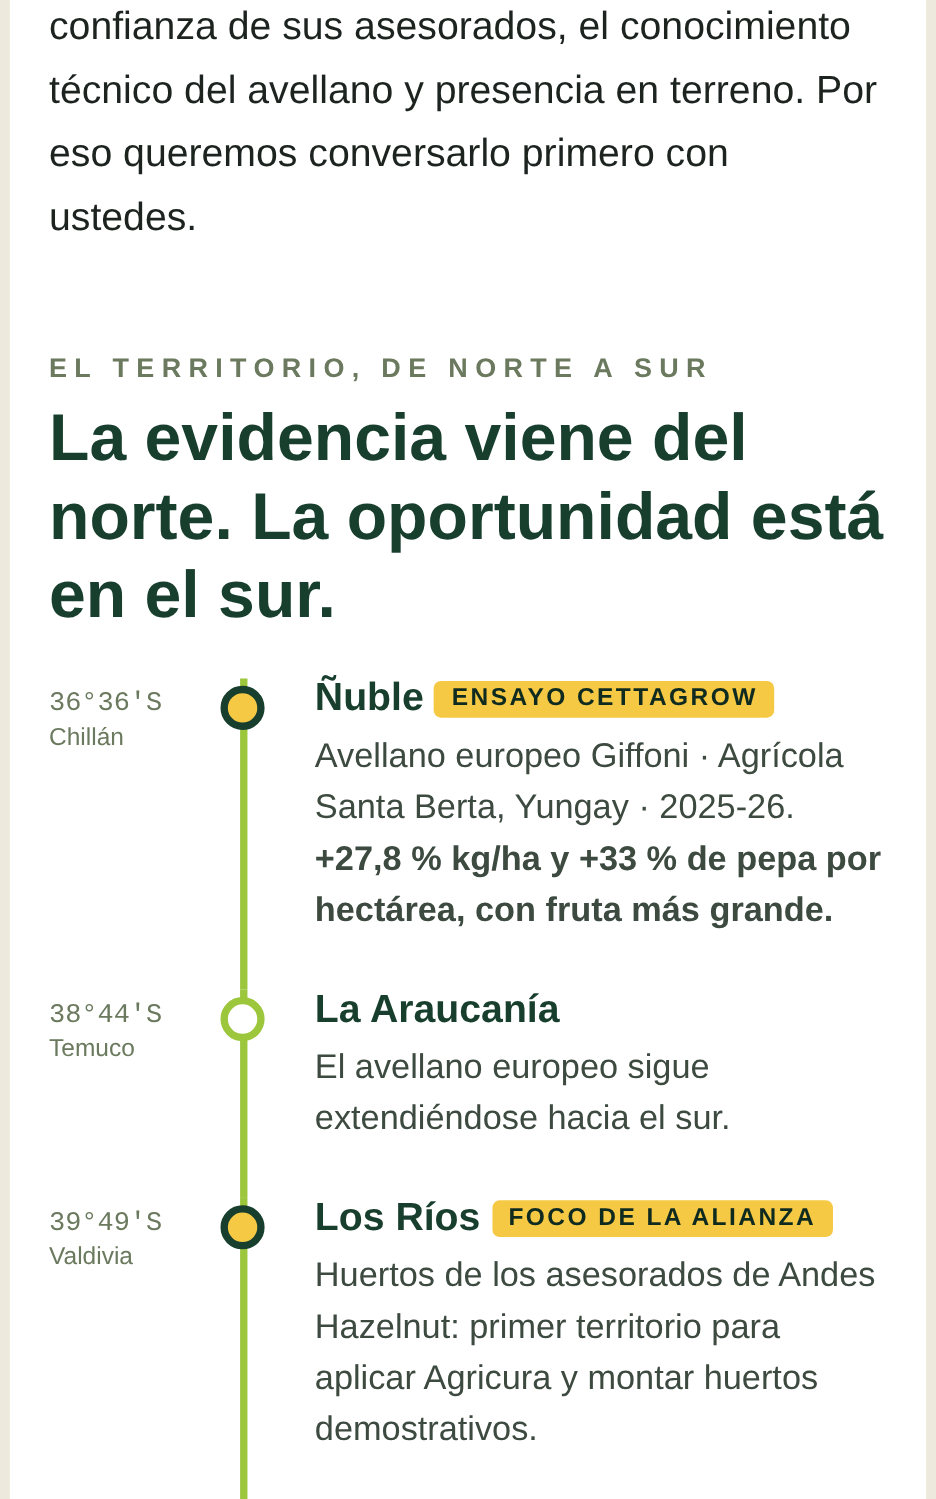 confianza de sus asesorados, el conocimiento
técnico del avellano y presencia en terreno. Por
eso queremos conversarlo primero con
ustedes.
EL TERRITORIO, DE NORTE A SUR
La evidencia viene del
norte. La oportunidad está
en el sur.
36°36'S
Chillán
Ñuble ENSAYO CETTAGROW
Avellano europeo Giffoni · Agrícola
Santa Berta, Yungay · 2025-26.
+27,8 % kg/ha y +33 % de pepa por
hectárea, con fruta más grande.
38°44'S
Temuco
La Araucanía
El avellano europeo sigue
extendiéndose hacia el sur.
39°49'S
Valdivia
Los Ríos FOCO DE LA ALIANZA
Huertos de los asesorados de Andes
Hazelnut: primer territorio para
aplicar Agricura y montar huertos
demostrativos.